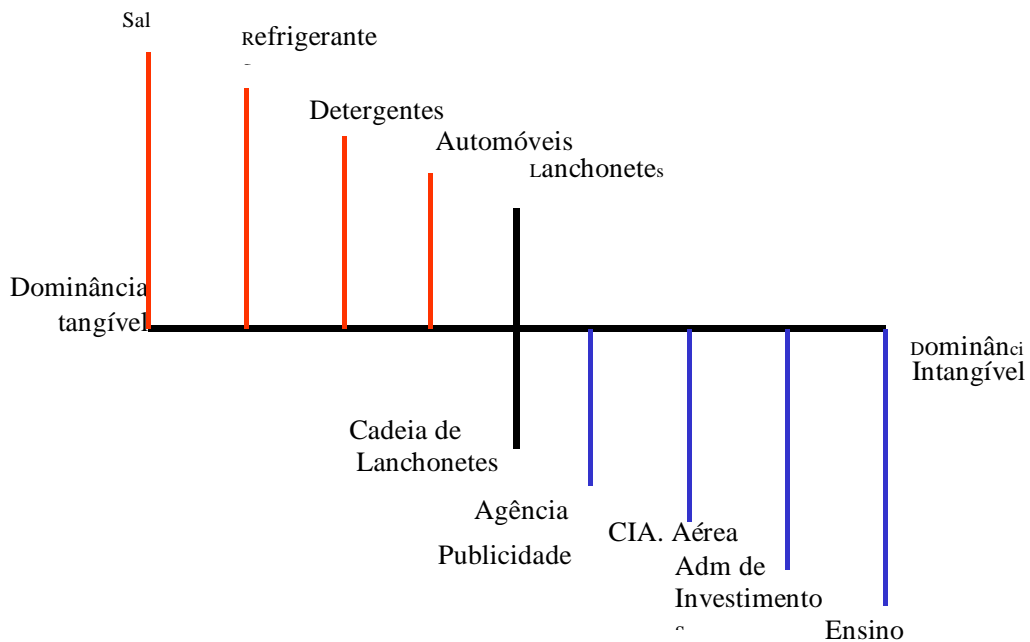 Sal
Refrigerante
Detergentes
Automóveis
Lanchonetes
Dominância
tangível
Dominânci
Intangível
Cadeia de
Lanchonetes
Agência
Publicidade
CIA. Aérea
Adm de
Investimento
Ensino